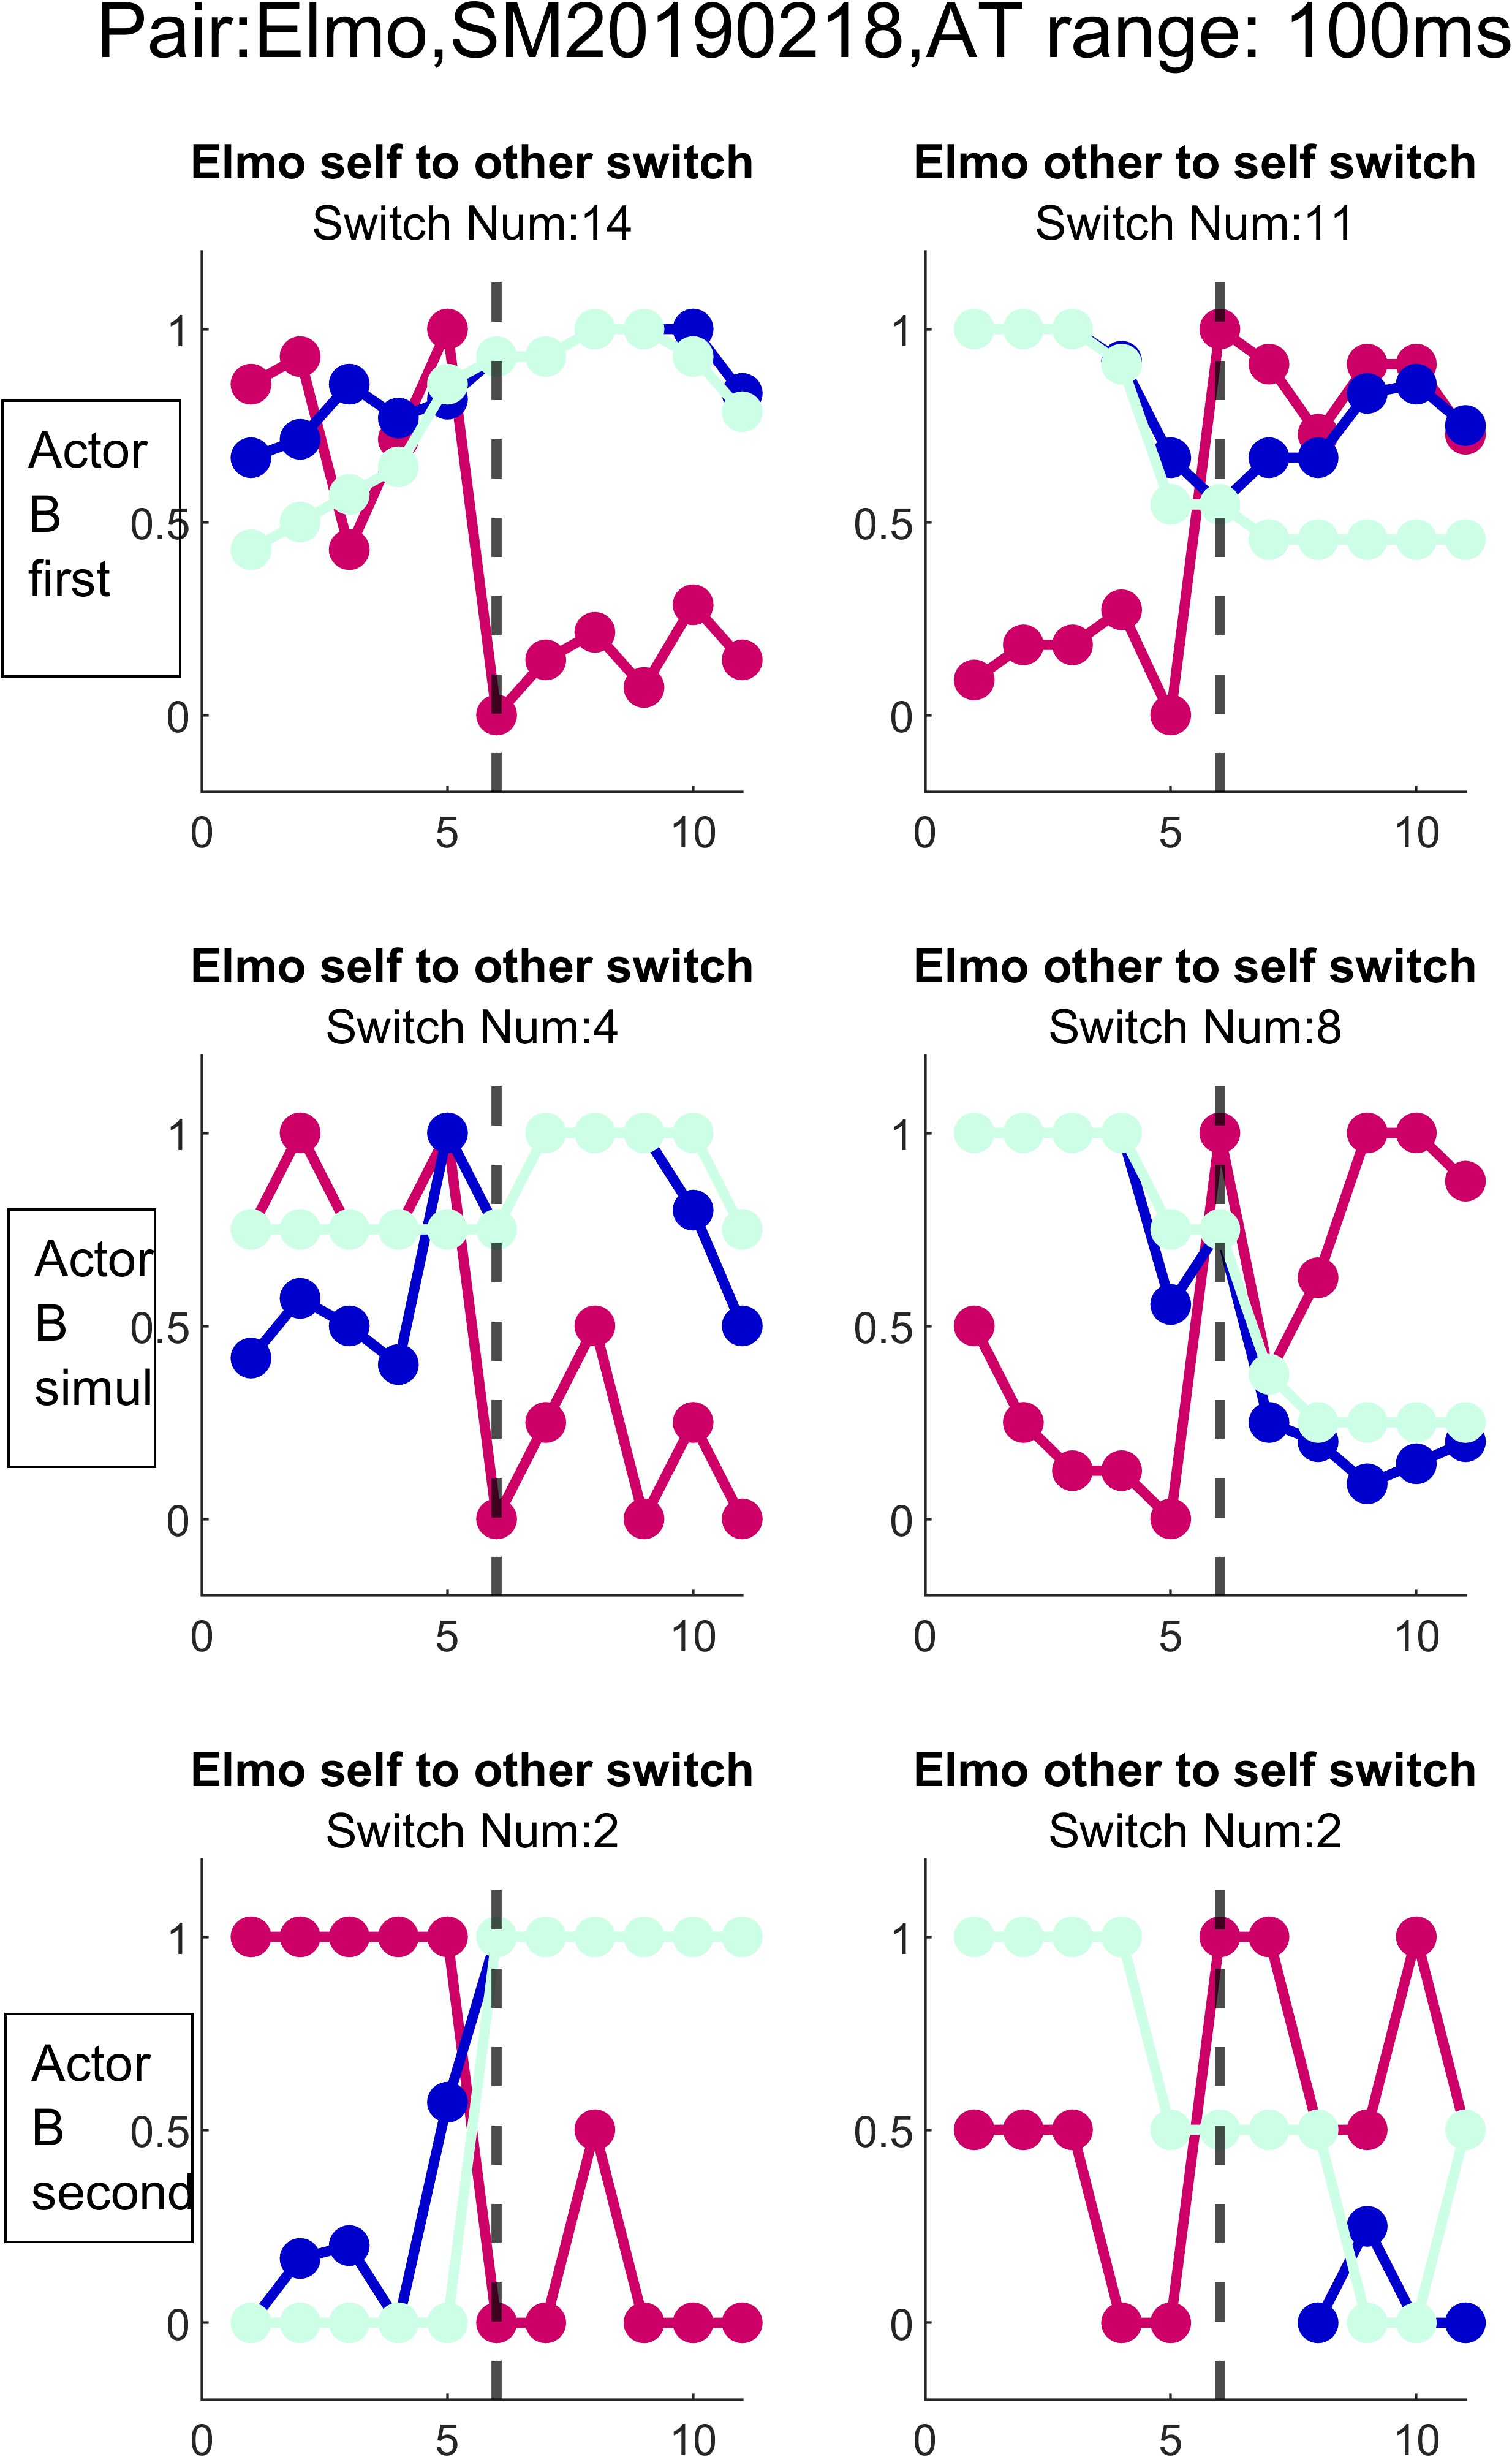 Pair:Elmo,SM20190218,AT range: 100ms
Elmo self to other switch
Switch Num:14
Elmo other to self switch
Switch Num:11
Actor
B
first
1
0.5
0
0
5
10
1
0.5
0
0
5
10
Elmo self to other switch
Switch Num:4
Elmo other to self switch
Switch Num:8
Actor
B
simul
1
0.5
0
0
5
10
1
0.5
0
0
5
10
Elmo self to other switch
Switch Num:2
Elmo other to self switch
Switch Num:2
Actor
B
second
1
0.5
0
0
5
10
1
0.5
0
0
5
10